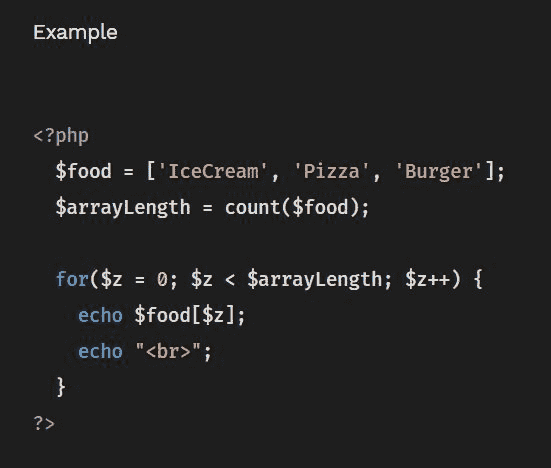 Example
<?php
  $food = ['IceCream', 'Pizza', 'Burger'];
  $arrayLength = count($food);
  for($z = 0; $z < $arrayLength; $z++) {
    echo $food[$z];
    echo "<br>";
  }
?>